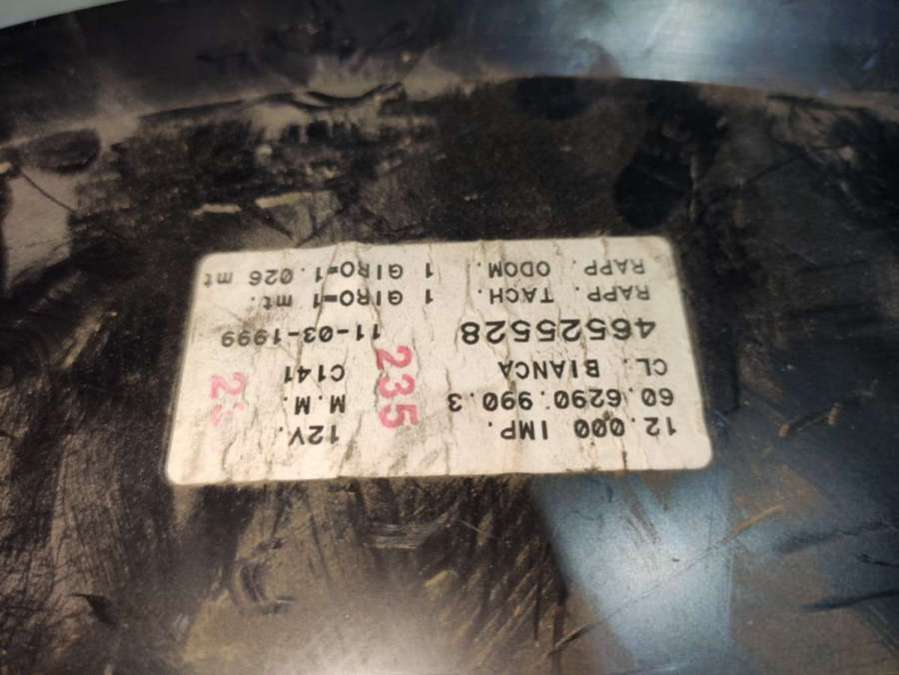 12.000 IMP. 12V.
60.6290.990.3 M.M.
CL. BIANCA C141
235
46525528 11-03-1999
RAPP. TACH. 1 GIRO=1 mt.
RAPP. ODOM. 1 GIRO=1.026 mt